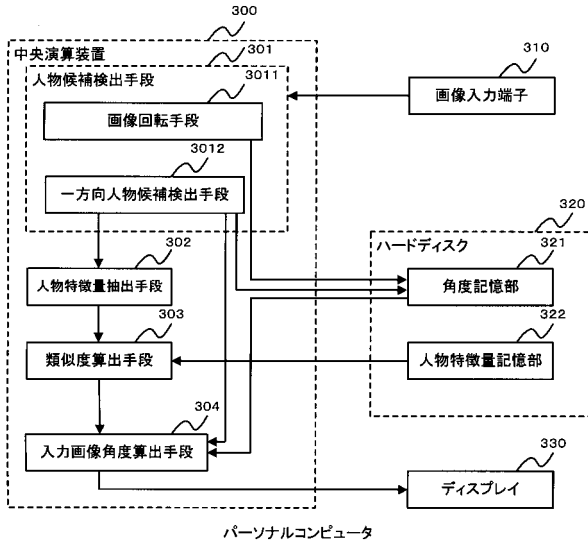 300
中央演算装置
301
人物候補検出手段
3011
画像回転手段
3012
一方向人物候補検出手段
302
人物特徴量抽出手段
303
類似度算出手段
304
入力画像角度算出手段
310
画像入力端子
320
ハードディスク
321
角度記憶部
322
人物特徴量記憶部
330
ディスプレイ
パーソナルコンピュータ